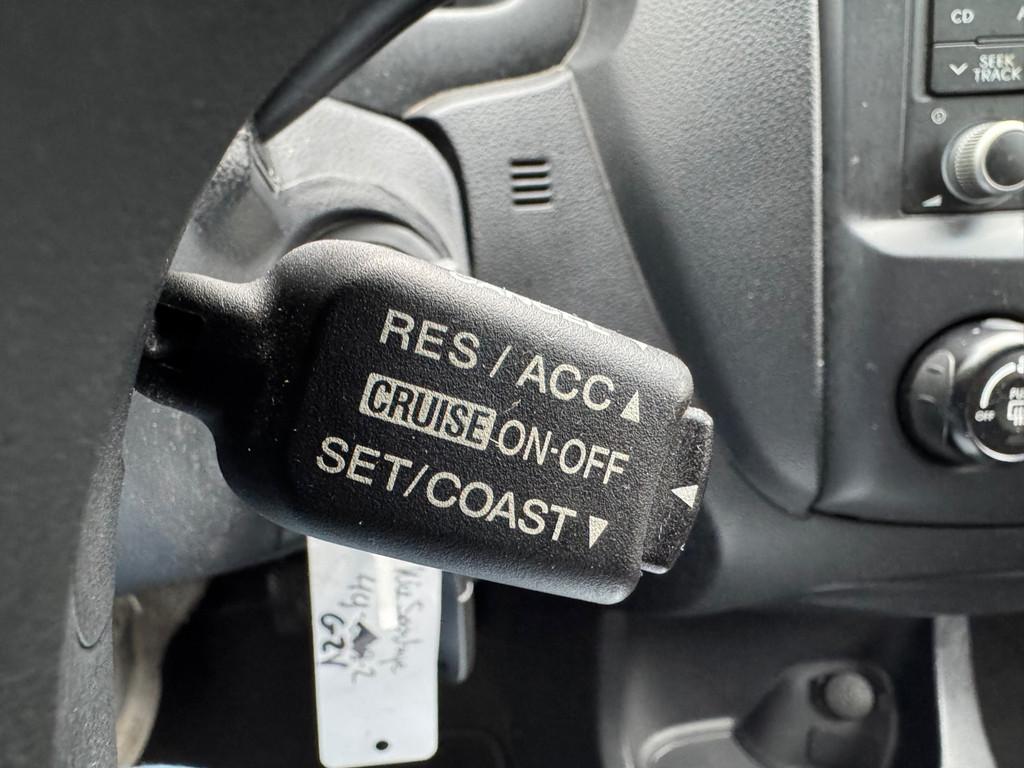 CD
SEEK
TRACK
RES / ACC ▲
CRUISE ON-OFF
SET/COAST ▼
OFF